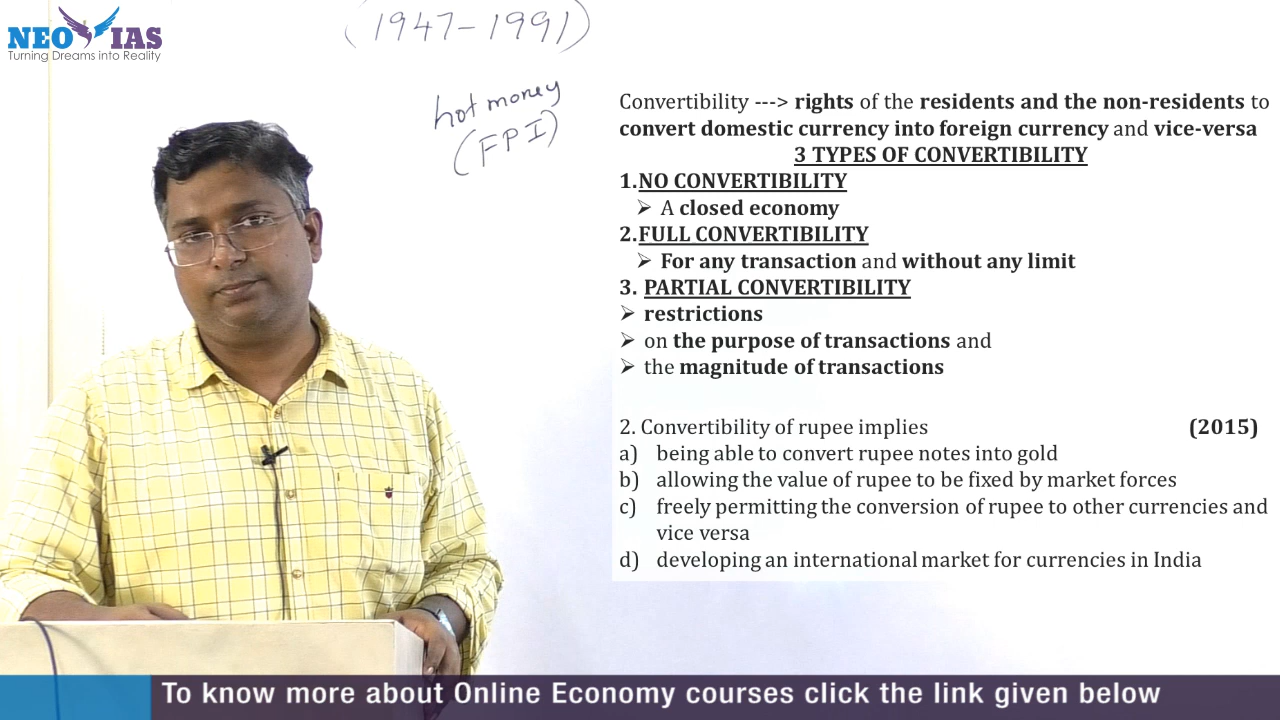 NEO IAS
Turning Dreams into Reality
(1947-1991)
hot money
(FPI)
Convertibility ---> rights of the residents and the non-residents to
convert domestic currency into foreign currency and vice-versa
3 TYPES OF CONVERTIBILITY
1.NO CONVERTIBILITY
➢ A closed economy
2.FULL CONVERTIBILITY
➢ For any transaction and without any limit
3. PARTIAL CONVERTIBILITY
➢ restrictions
➢ on the purpose of transactions and
➢ the magnitude of transactions
2. Convertibility of rupee implies (2015)
a) being able to convert rupee notes into gold
b) allowing the value of rupee to be fixed by market forces
c) freely permitting the conversion of rupee to other currencies and
vice versa
d) developing an international market for currencies in India
To know more about Online Economy courses click the link given below